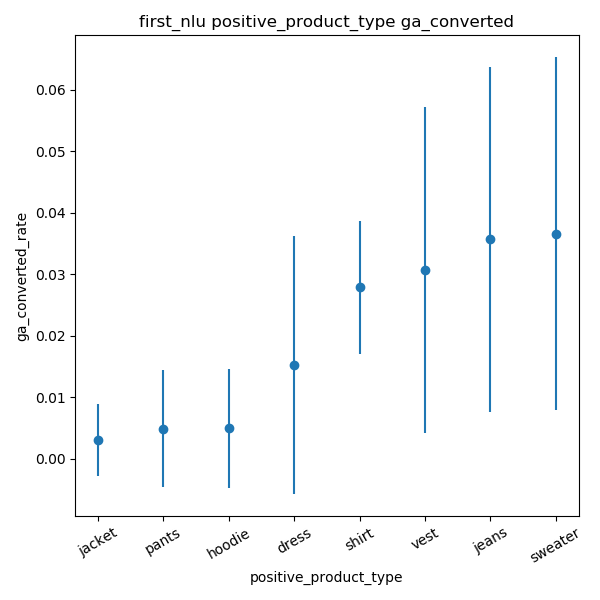 first_nlu positive_product_type ga_converted
ga_converted_rate
0.06
0.05
0.04
0.03
0.02
0.01
0.00
jacket
pants
hoodie
dress
shirt
vest
jeans
sweater
positive_product_type